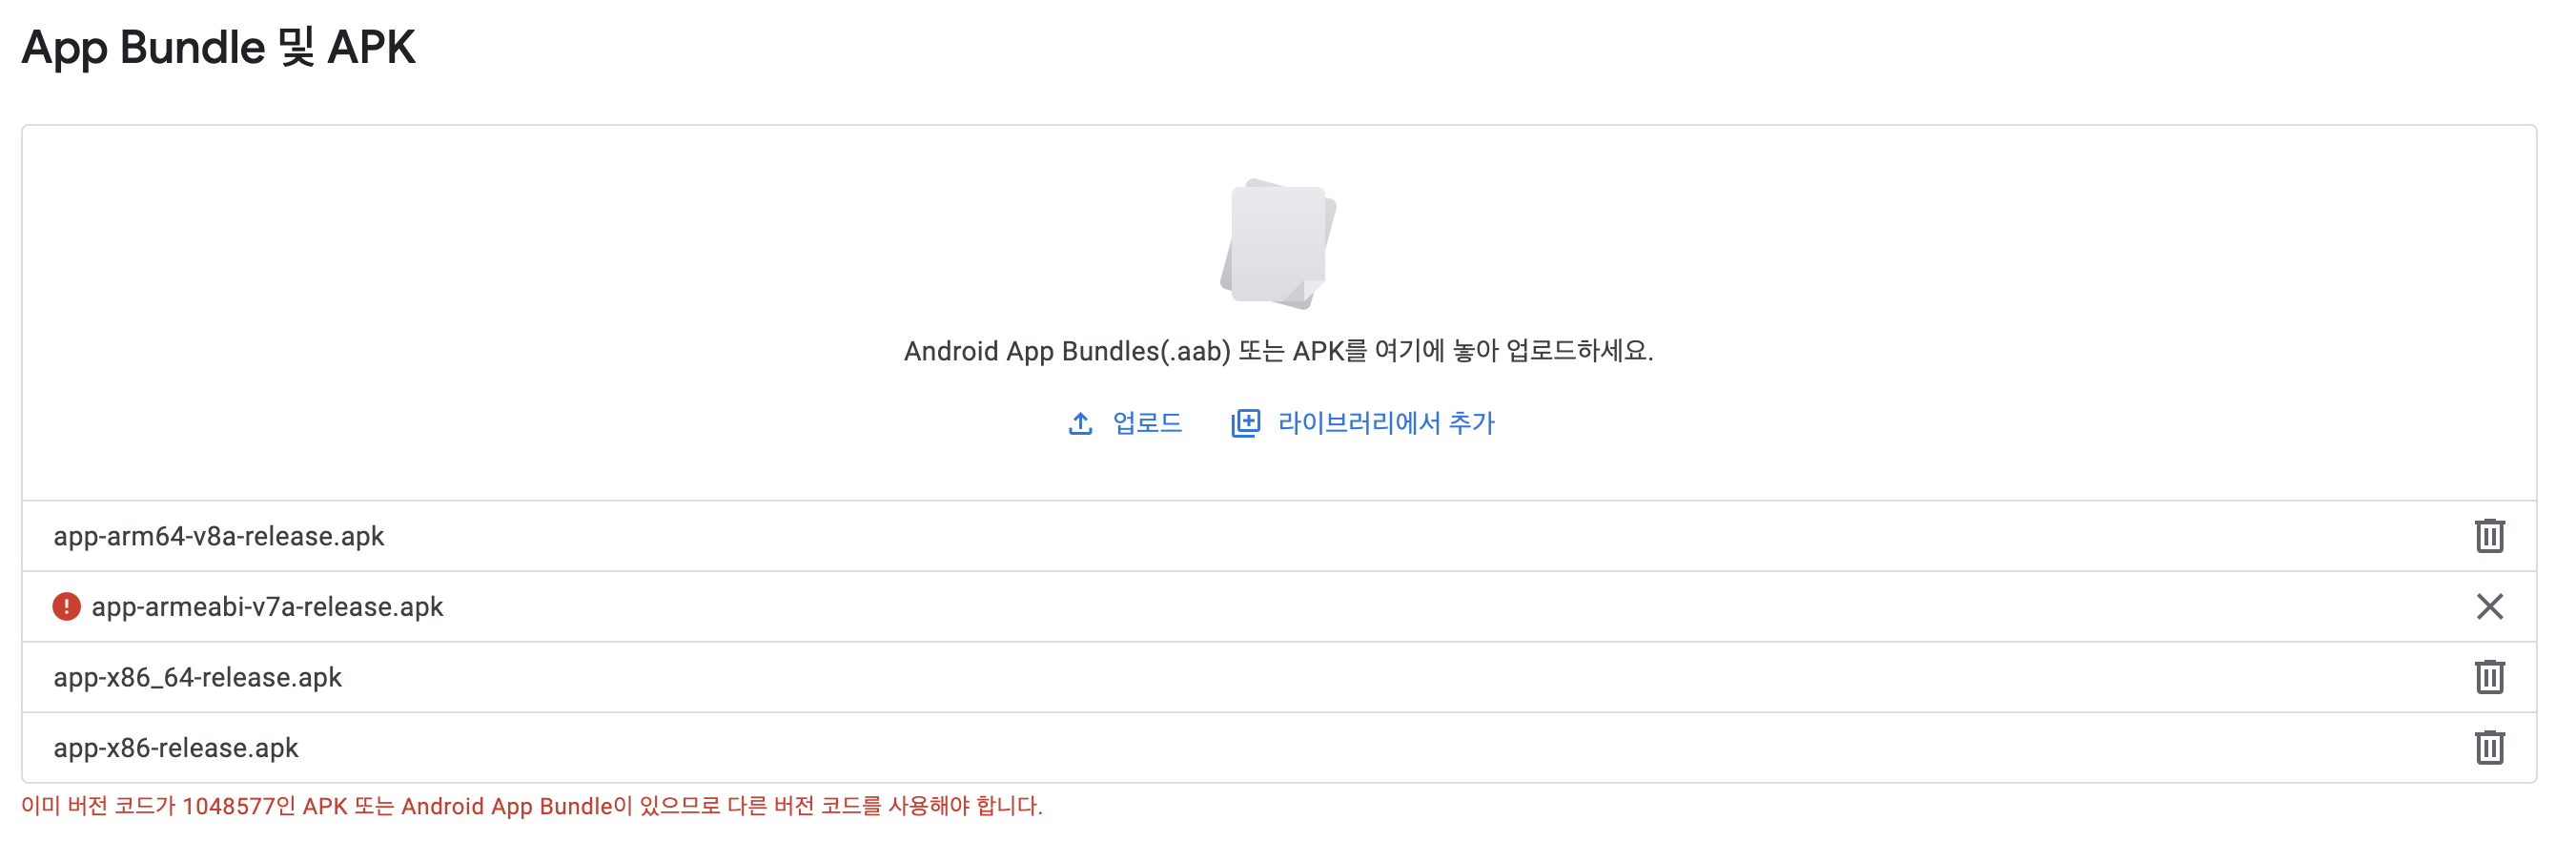 App Bundle 및 APK
Android App Bundles(.aab) 또는 APK를 여기에 놓아 업로드하세요.
업로드 라이브러리에서 추가
app-arm64-v8a-release.apk
app-armeabi-v7a-release.apk
app-x86_64-release.apk
app-x86-release.apk
이미 버전 코드가 1048577인 APK 또는 Android App Bundle이 있으므로 다른 버전 코드를 사용해야 합니다.